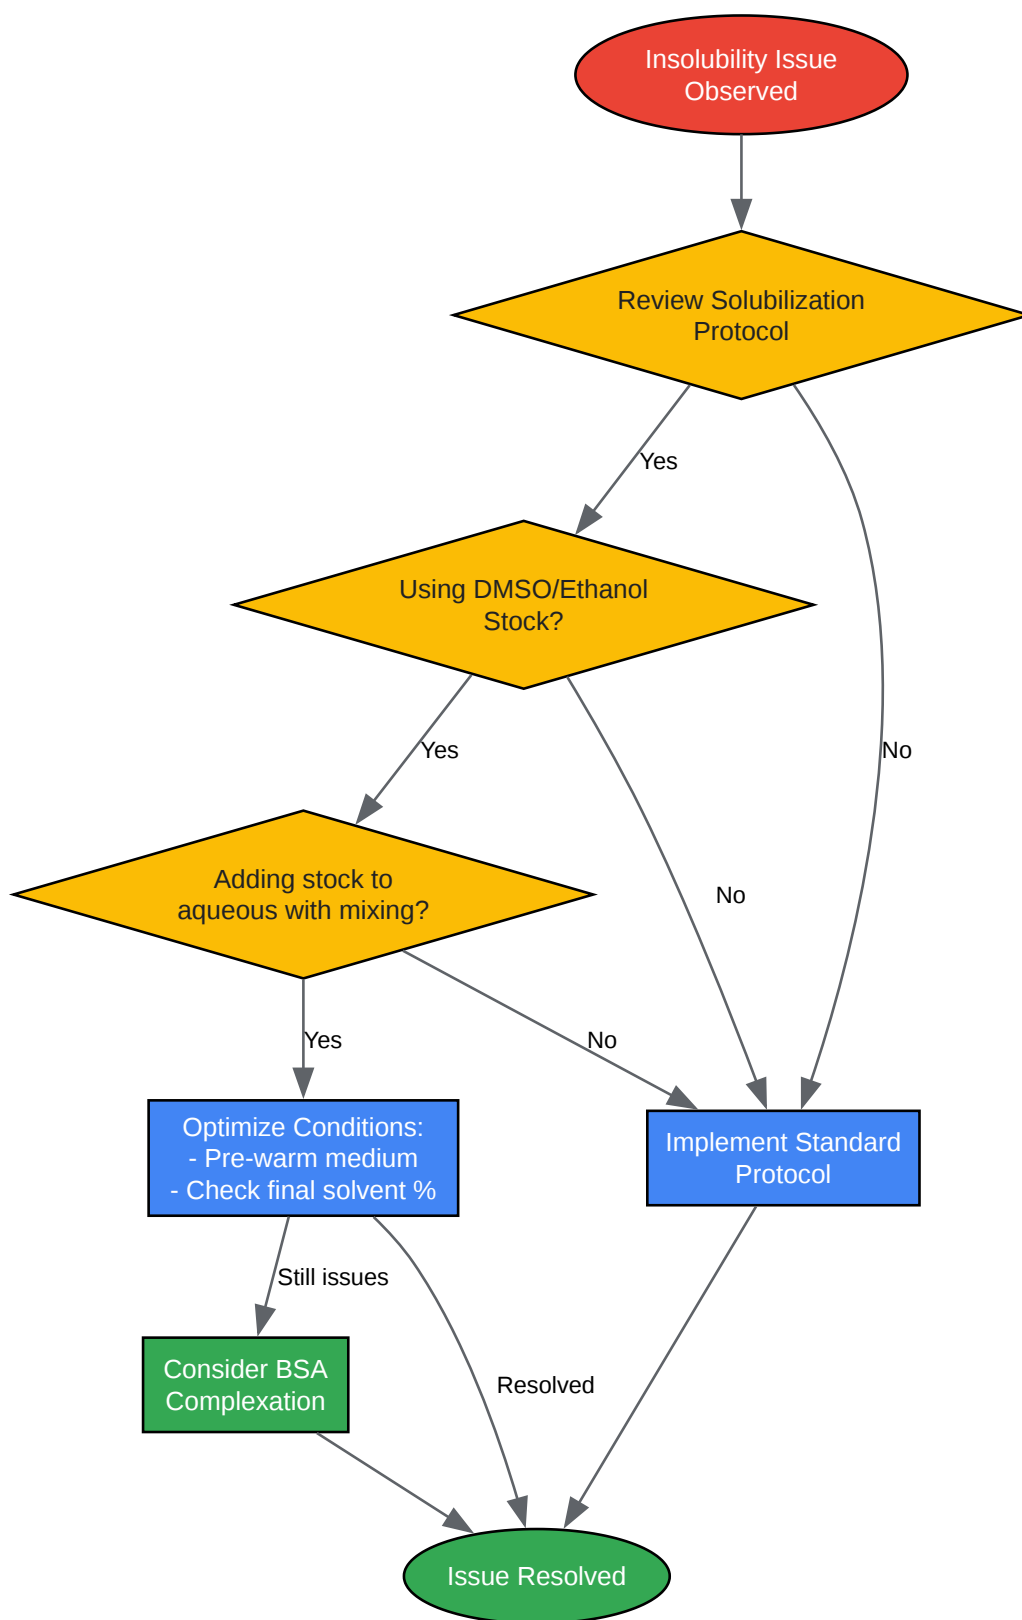 Insolubility Issue
Observed
Review Solubilization
Protocol
Yes
Using DMSO/Ethanol
Stock?
Yes
No
Adding stock to
aqueous with mixing?
No
Yes
No
Optimize Conditions:
- Pre-warm medium
- Check final solvent %
Implement Standard
Protocol
Still issues
Consider BSA
Complexation
Resolved
Issue Resolved